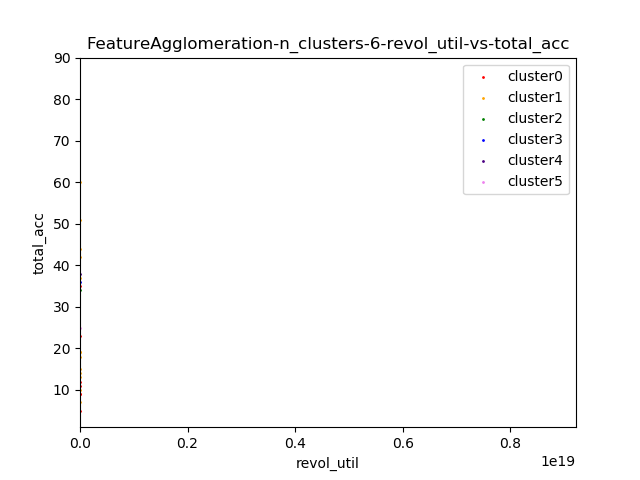 FeatureAgglomeration-n_clusters-6-revol_util-vs-total_acc
90
80
70
60
50
40
30
20
10
total_acc
cluster0
cluster1
cluster2
cluster3
cluster4
cluster5
0.0 0.2 0.4 0.6 0.8
1e19
revol_util